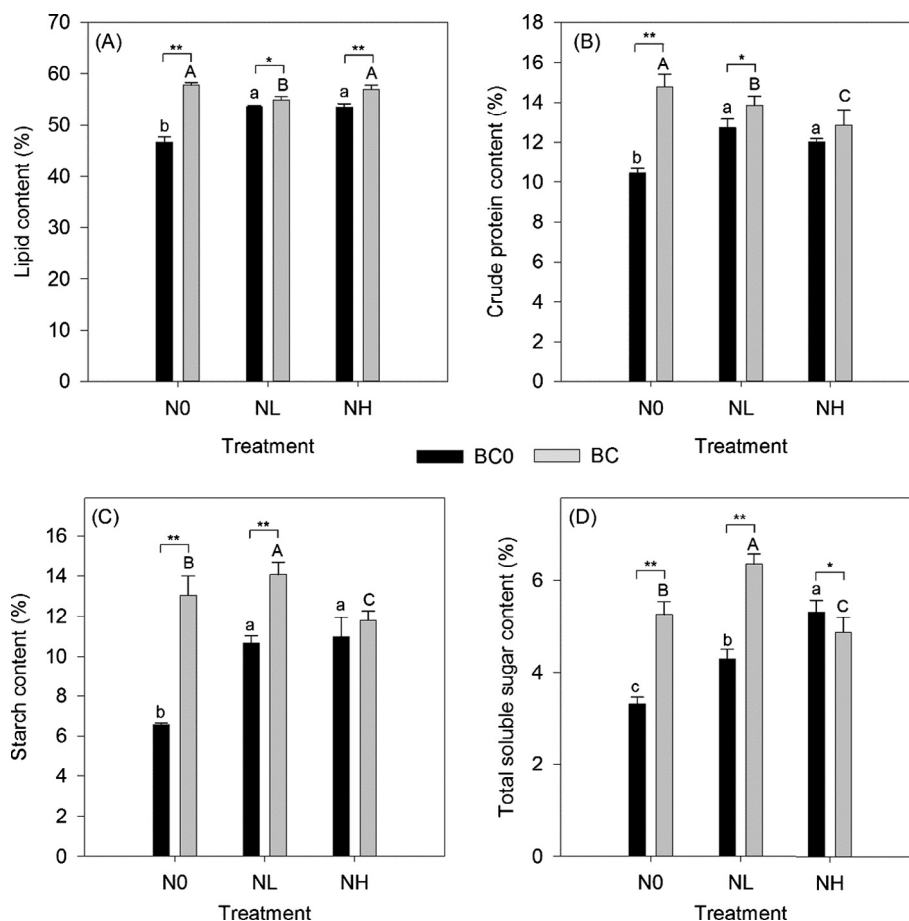 (A)
Lipid content (%)
70
60
50
40
30
20
10
0
** * **
b A a B a A
N0 NL NH
Treatment
(B)
Crude protein content (%)
18
16
14
12
10
8
6
4
2
0
** *
b A a B a C
N0 NL NH
Treatment
BC0 BC
(C)
Starch content (%)
16
14
12
10
8
6
4
2
0
** **
b B a A a C
N0 NL NH
Treatment
(D)
Total soluble sugar content (%)
6
4
2
0
** ** *
c B b A a C
N0 NL NH
Treatment